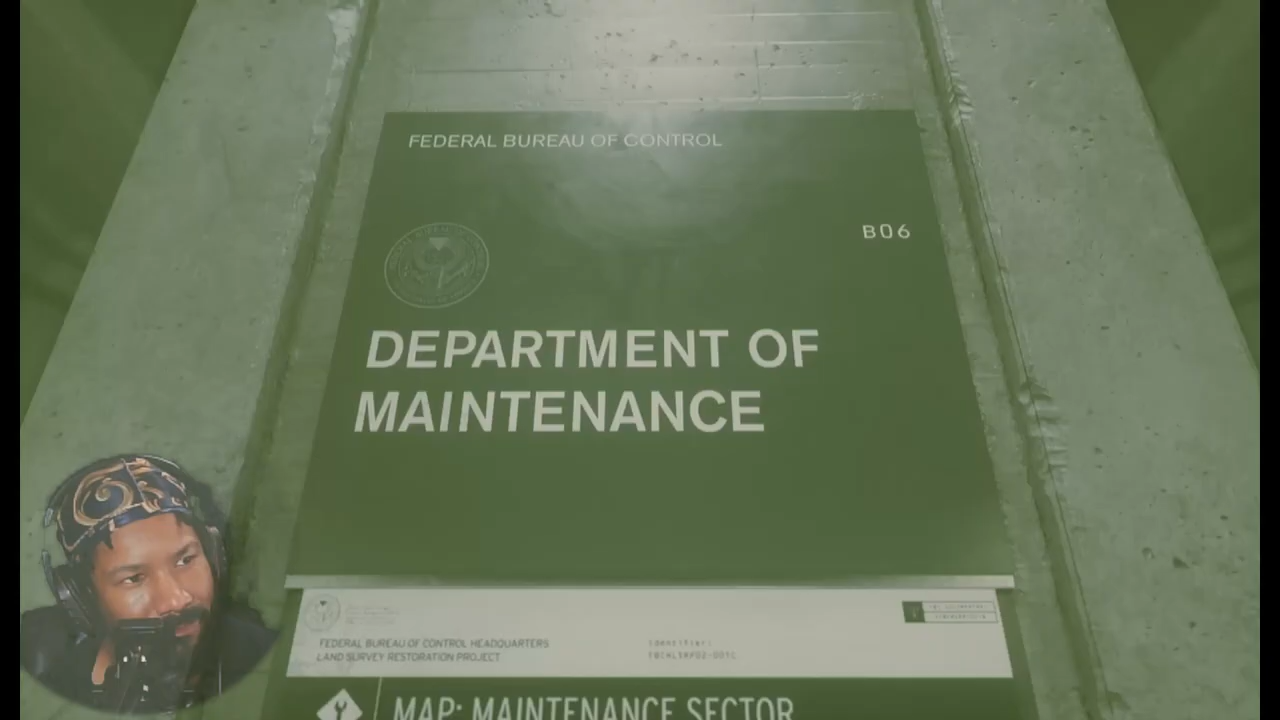 FEDERAL BUREAU OF CONTROL
B06
DEPARTMENT OF
MAINTENANCE
FEDERAL BUREAU OF CONTROL HEADQUARTERS
LAND SURVEY RESTORATION PROJECT
Identifier:
MAP: MAINTENANCE SECTOR